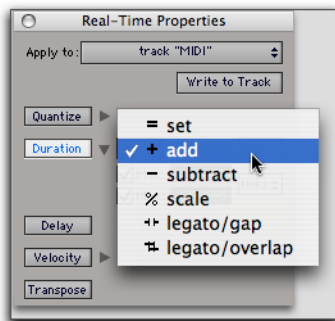 Real-Time Properties
Apply to: track "MIDI"
Write to Track
Quantize
= set
Duration
✓ + add
− subtract
% scale
legato/gap
Delay
legato/overlap
Velocity
Transpose